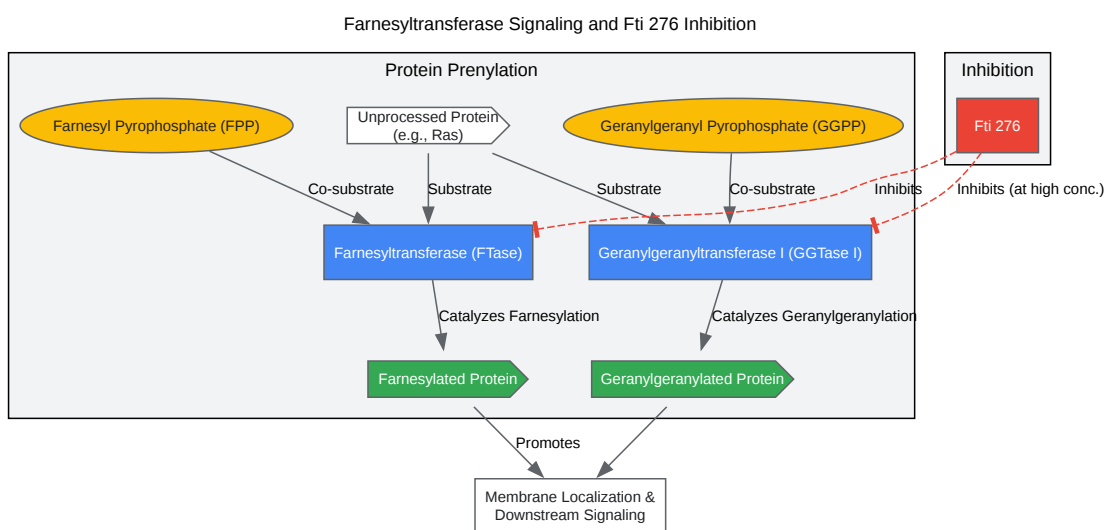 Farnesyltransferase Signaling and Fti 276 Inhibition
Protein Prenylation
Inhibition
Farnesyl Pyrophosphate (FPP)
Unprocessed Protein
(e.g., Ras)
Geranylgeranyl Pyrophosphate (GGPP)
Fti 276
Co-substrate
Substrate
Substrate
Co-substrate
Inhibits
Inhibits (at high conc.)
Farnesyltransferase (FTase)
Geranylgeranyltransferase I (GGTase I)
Catalyzes Farnesylation
Catalyzes Geranylgeranylation
Farnesylated Protein
Geranylgeranylated Protein
Promotes
Membrane Localization &
Downstream Signaling